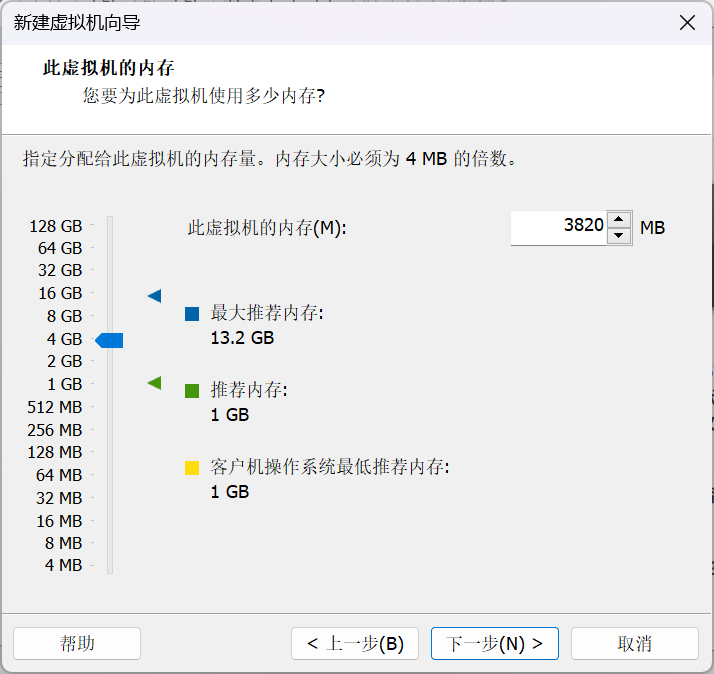 新建虚拟机向导
此虚拟机的内存
您要为此虚拟机使用多少内存?
指定分配给此虚拟机的内存量。内存大小必须为 4 MB 的倍数。
此虚拟机的内存(M):
3820 MB
128 GB
64 GB
32 GB
16 GB
8 GB
4 GB
2 GB
1 GB
512 MB
256 MB
128 MB
64 MB
32 MB
16 MB
8 MB
4 MB
最大推荐内存:
13.2 GB
推荐内存:
1 GB
客户机操作系统最低推荐内存:
1 GB
帮助
< 上一步(B)
下一步(N) >
取消